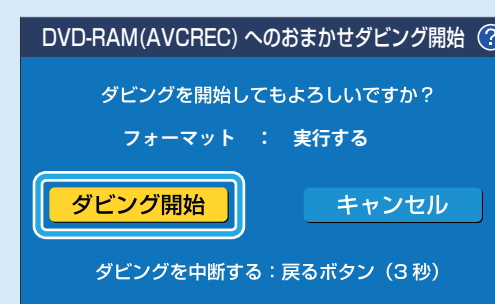 DVD-RAM(AVCREC) へのおまかせダビング開始 ?
ダビングを開始してもよろしいですか？
フォーマット ： 実行する
ダビング開始 キャンセル
ダビングを中断する：戻るボタン（3 秒）